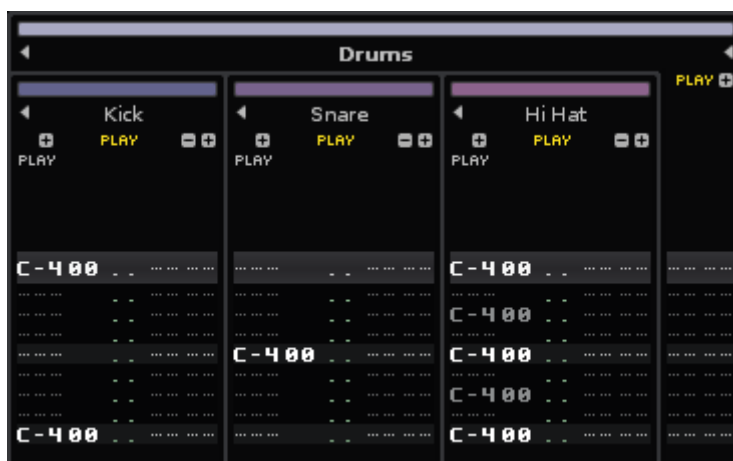 Drums
PLAY
Kick Snare Hi Hat
PLAY PLAY PLAY
PLAY PLAY PLAY
C-400 .. C-400 ..
C-400
C-400 .. C-400 ..
C-400
C-400 .. C-400 ..